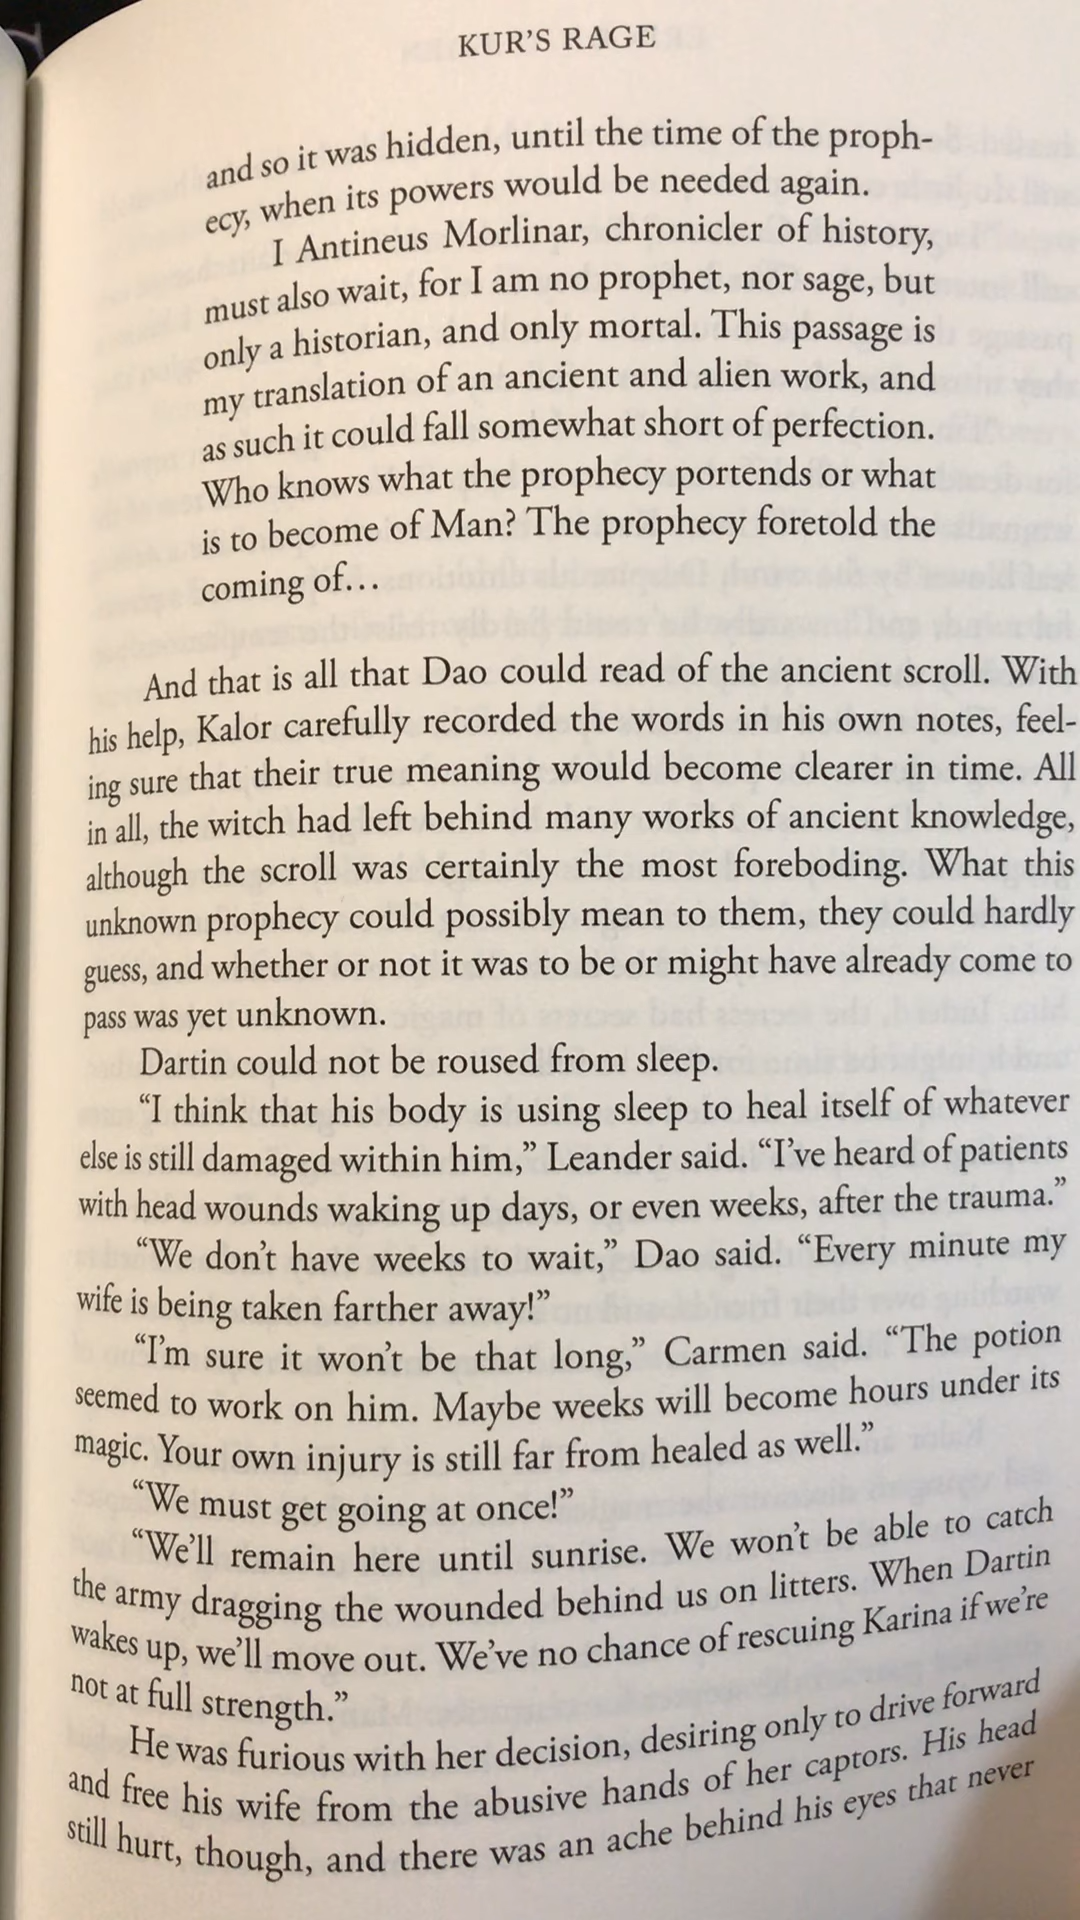 KUR'S RAGE
and so it was hidden, until the time of the proph-
ecy, when its powers would be needed again.
I Antineus Morlinar, chronicler of history,
must also wait, for I am no prophet, nor sage, but
only a historian, and only mortal. This passage is
my translation of an ancient and alien work, and
as such it could fall somewhat short of perfection.
Who knows what the prophecy portends or what
is to become of Man? The prophecy foretold the
coming of...
And that is all that Dao could read of the ancient scroll. With
his help, Kalor carefully recorded the words in his own notes, feel-
ing sure that their true meaning would become clearer in time. All
in all, the witch had left behind many works of ancient knowledge,
although the scroll was certainly the most foreboding. What this
unknown prophecy could possibly mean to them, they could hardly
guess, and whether or not it was to be or might have already come to
pass was yet unknown.
Dartin could not be roused from sleep.
“I think that his body is using sleep to heal itself of whatever
else is still damaged within him,” Leander said. “I’ve heard of patients
with head wounds waking up days, or even weeks, after the trauma.”
“We don’t have weeks to wait,” Dao said. “Every minute my
wife is being taken farther away!”
“I’m sure it won’t be that long,” Carmen said. “The potion
seemed to work on him. Maybe weeks will become hours under its
magic. Your own injury is still far from healed as well.”
“We must get going at once!”
“We’ll remain here until sunrise. We won’t be able to catch
the army dragging the wounded behind us on litters. When Dartin
wakes up, we’ll move out. We’ve no chance of rescuing Karina if we’re
not at full strength.”
He was furious with her decision, desiring only to drive forward
and free his wife from the abusive hands of her captors. His head
still hurt, though, and there was an ache behind his eyes that never